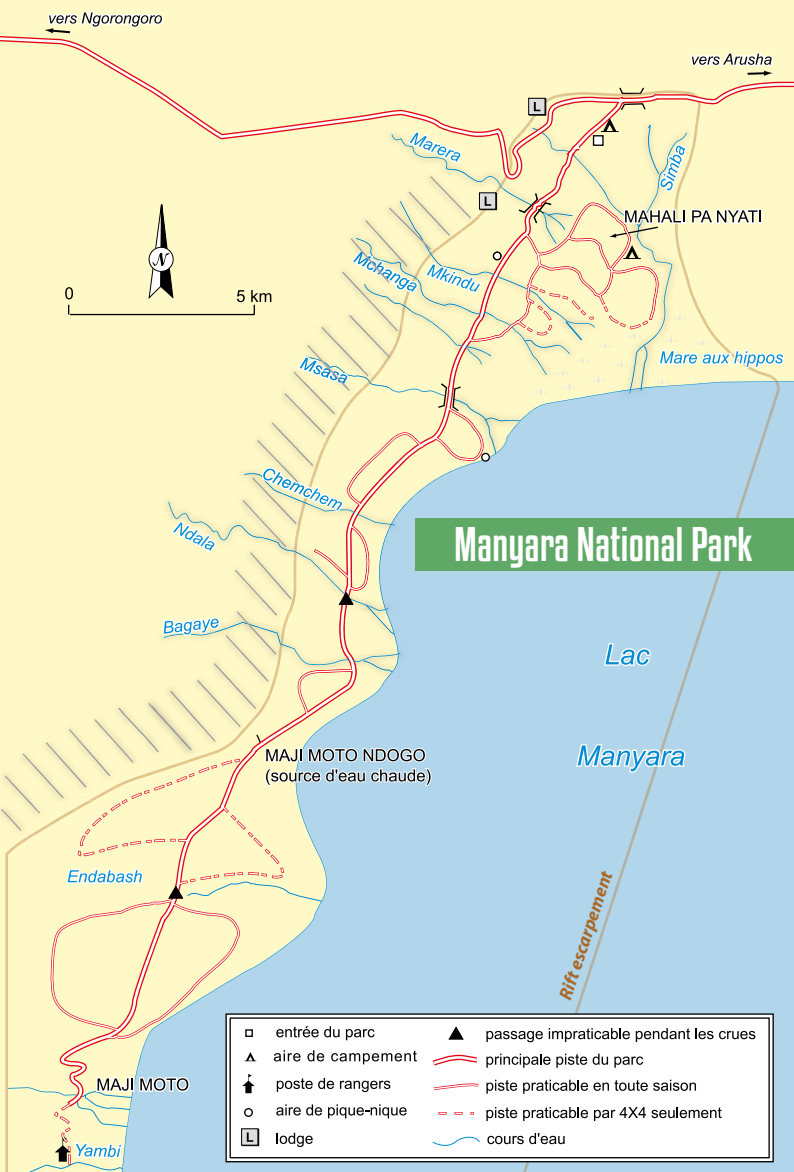 vers Ngorongoro
vers Arusha
L
Marera
Simba
L
MAHALI PA NYATI
N
Mchanga
Mkindu
0
5 km
Mare aux hippos
Msasa
Chemchem
Ndala
Manyara National Park
Bagaye
Lac
Manyara
MAJI MOTO NDOGO
(source d'eau chaude)
Endabash
Rift escarpement
MAJI MOTO
Yambi
entrée du parc
aire de campement
poste de rangers
aire de pique-nique
L lodge
passage impraticable pendant les crues
principale piste du parc
piste praticable en toute saison
piste praticable par 4X4 seulement
cours d'eau